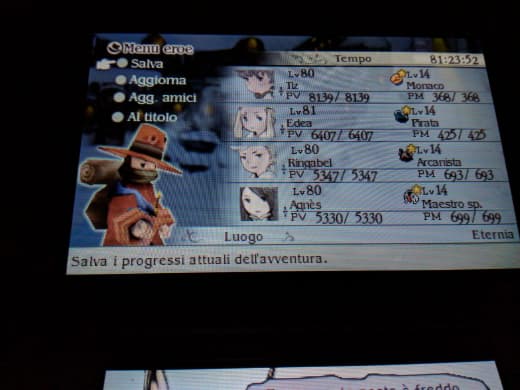 Menu eroe
Tempo 81:23:52
Salva
Aggiorna
Agg. amici
Al titolo
Lv80 Lv14
Tiz Monaco
PV 8139/ 8139 PM 368/ 368
Lv81 Lv14
Edea Pirata
PV 6407/ 6407 PM 425/ 425
Lv80 Lv14
Ringabel Arcanista
PV 5347/ 5347 PM 693/ 693
Lv80 Lv14
Agnès Maestro sp.
PV 5330/ 5330 PM 699/ 699
Luogo Eternia
Salva i progressi attuali dell'avventura.
è freddo